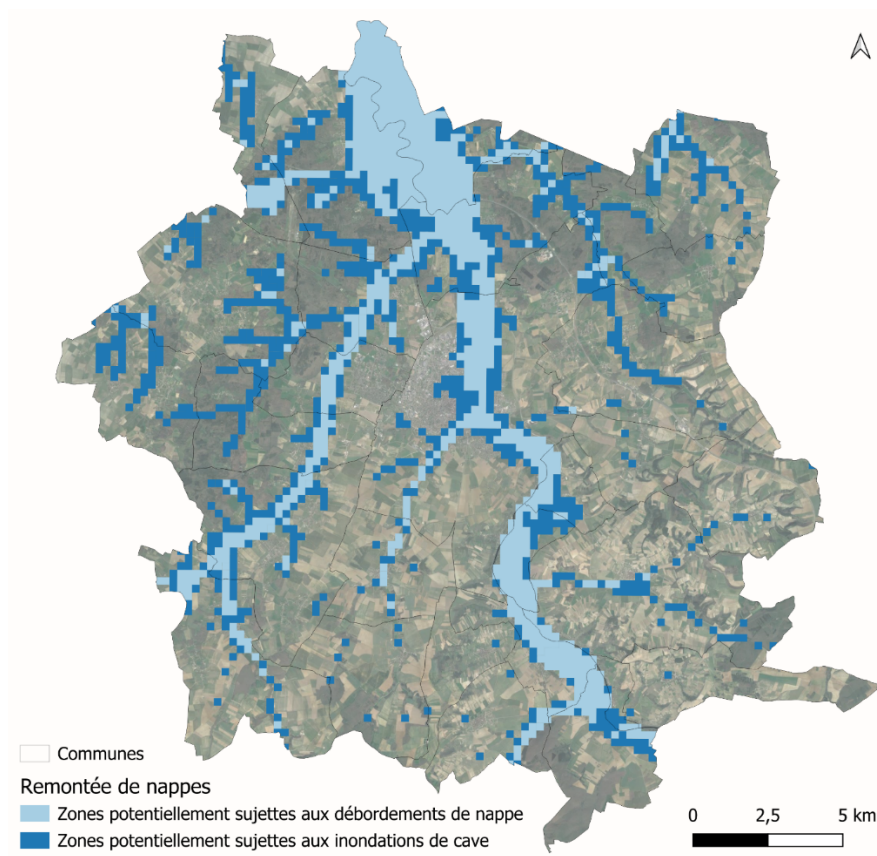 Communes
Remontée de nappes
Zones potentiellement sujettes aux débordements de nappe
Zones potentiellement sujettes aux inondations de cave
0 2,5 5 km